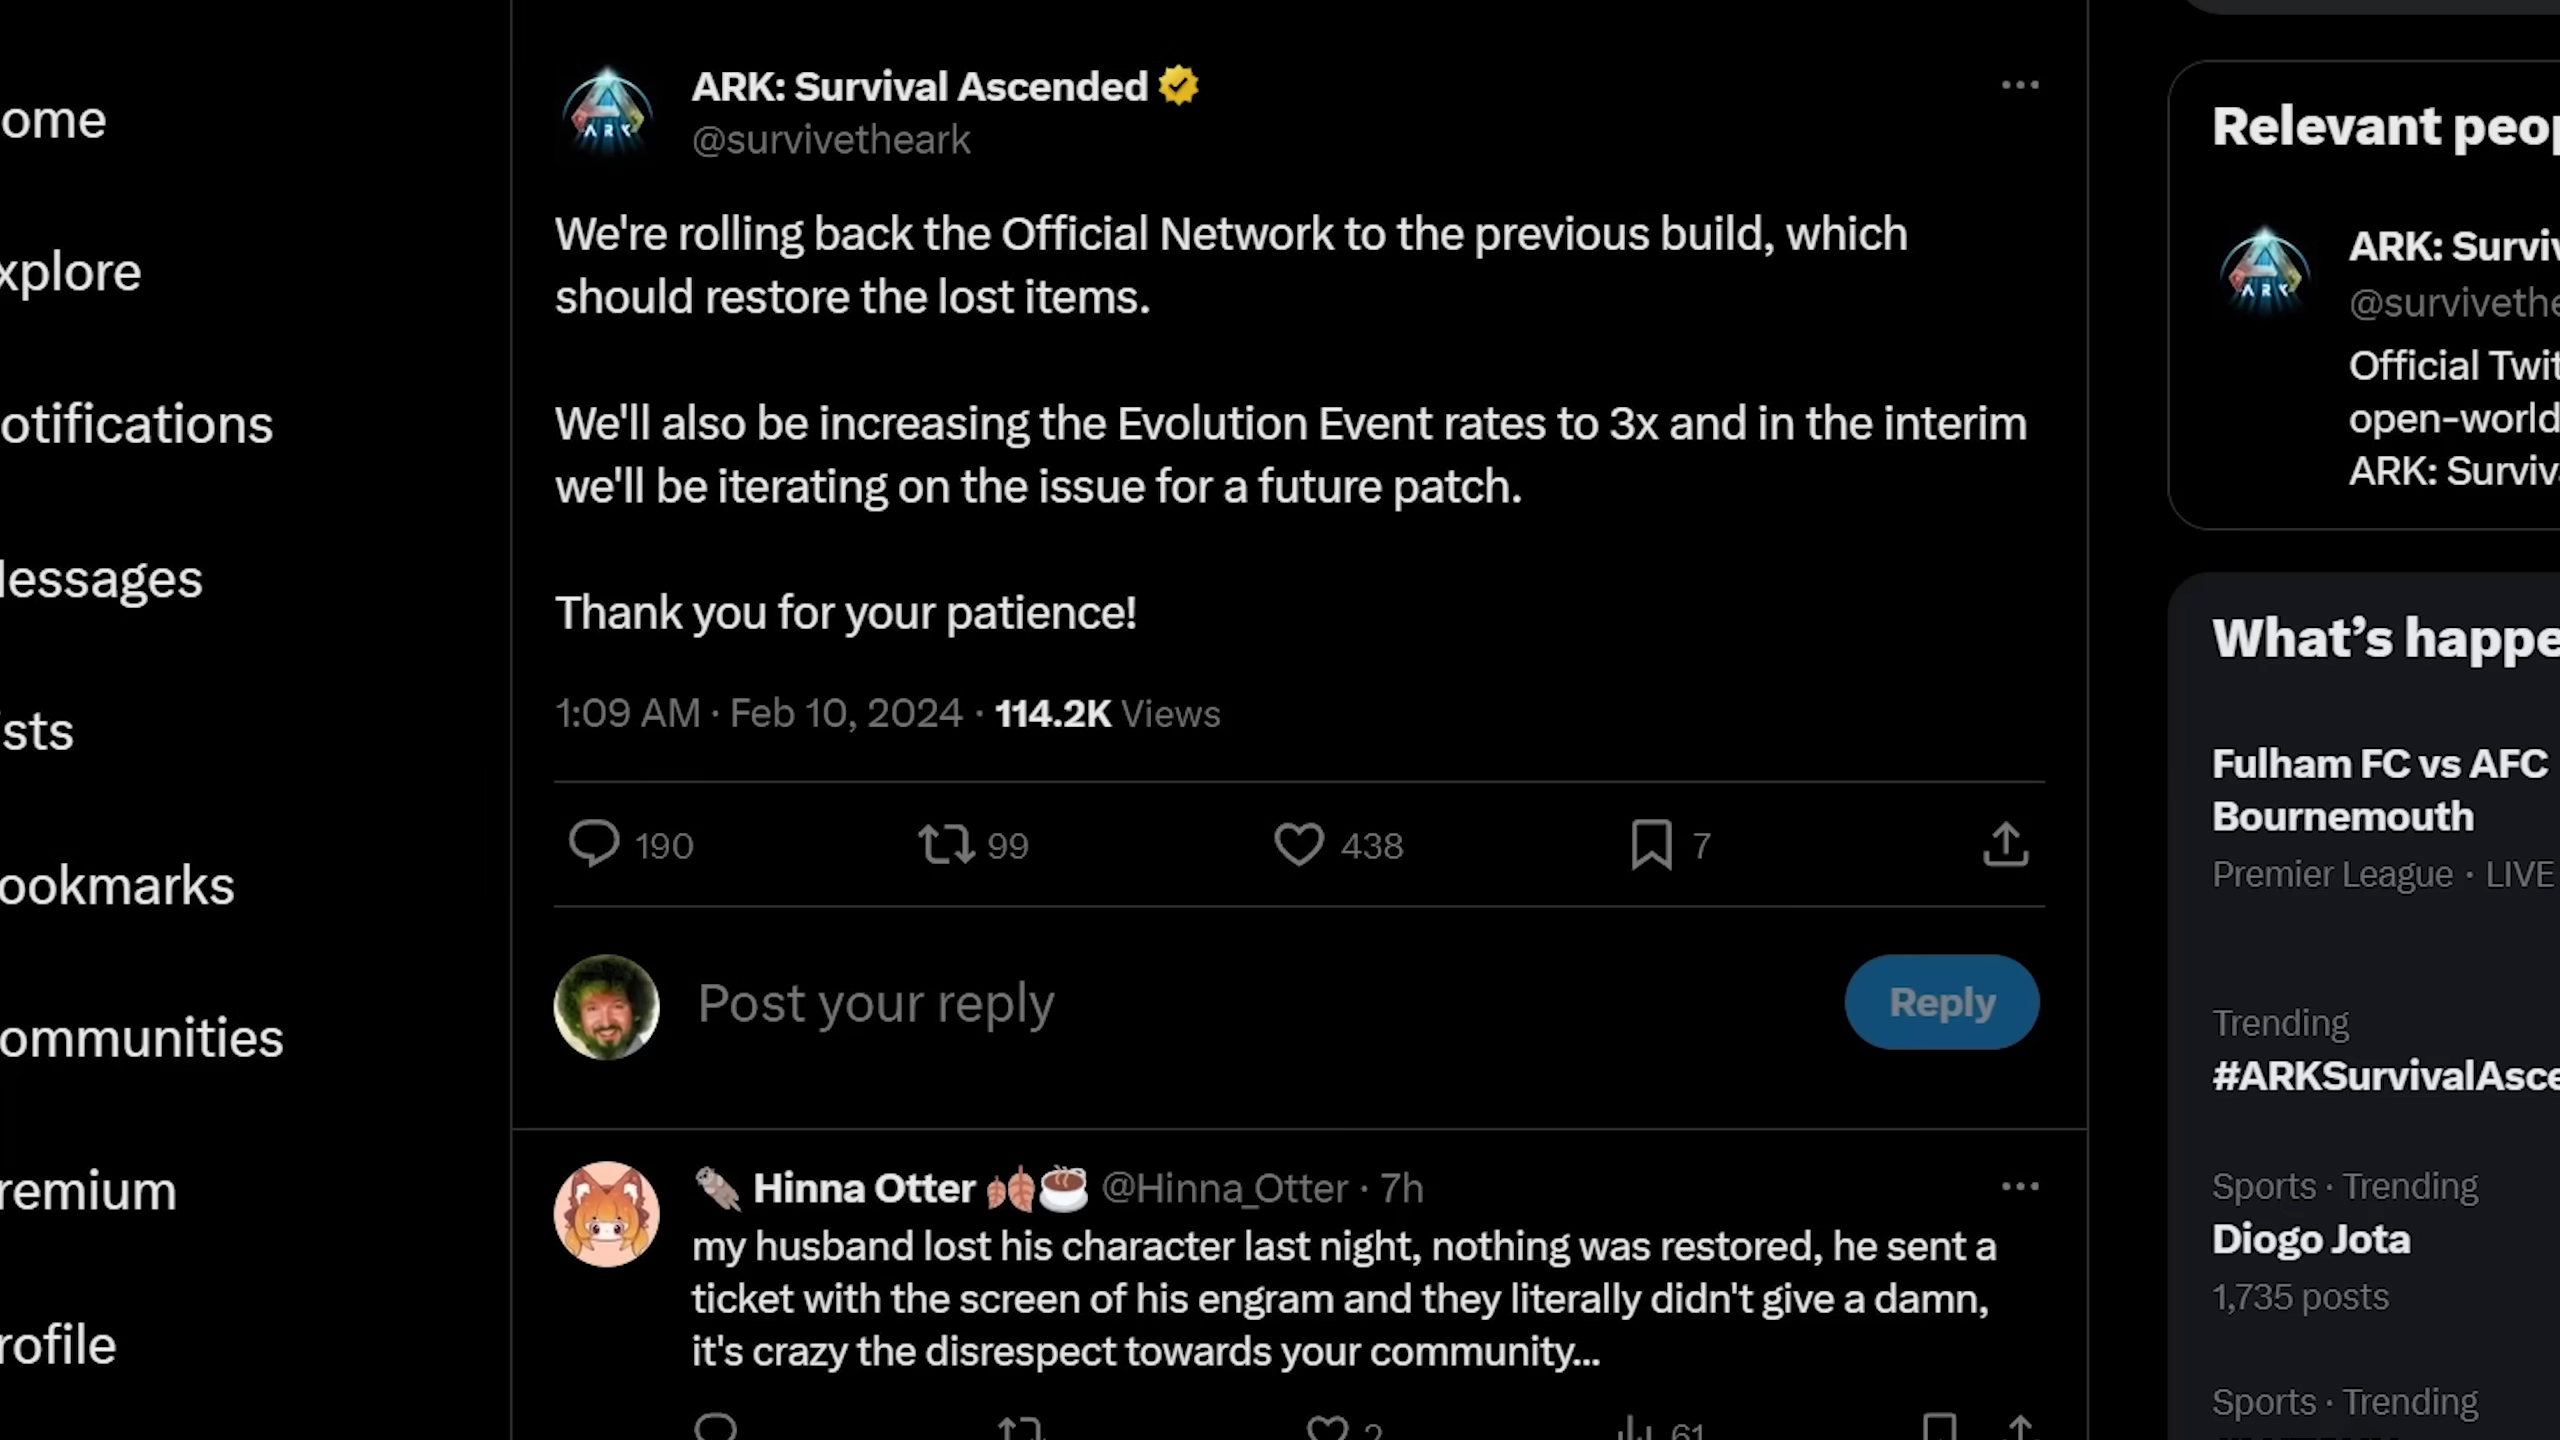 ome
xplore
otifications
essages
ists
ookmarks
ommunities
remium
rofile
ARK: Survival Ascended
@survivetheark
We're rolling back the Official Network to the previous build, which
should restore the lost items.
We'll also be increasing the Evolution Event rates to 3x and in the interim
we'll be iterating on the issue for a future patch.
Thank you for your patience!
1:09 AM · Feb 10, 2024 · 114.2K Views
190 99 438 7
Post your reply
Reply
Hinna Otter @Hinna_Otter · 7h
my husband lost his character last night, nothing was restored, he sent a
ticket with the screen of his engram and they literally didn't give a damn,
it's crazy the disrespect towards your community...
2 61
Relevant peop
ARK: Surviv
@survivethe
Official Twit
open-world
ARK: Surviv
What's happe
Fulham FC vs AFC
Bournemouth
Premier League · LIVE
Trending
#ARKSurvivalAsce
Sports · Trending
Diogo Jota
1,735 posts
Sports · Trending